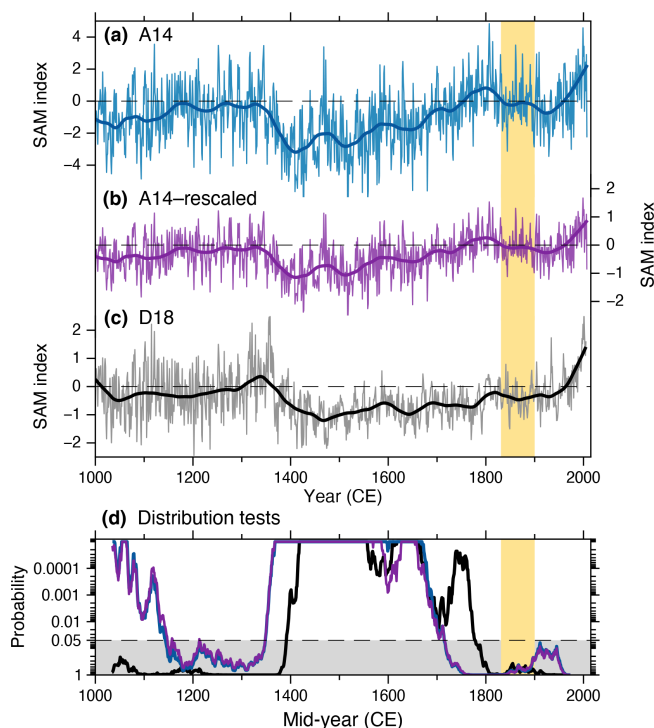 (a) A14
4
2
0
−2
−4
SAM index
(b) A14–rescaled
2
1
0
−1
−2
SAM index
(c) D18
2
1
0
−1
−2
SAM index
1000 1200 1400 1600 1800 2000
Year (CE)
(d) Distribution tests
0.0001
0.001
0.01
0.05
1
Probability
1000 1200 1400 1600 1800 2000
Mid−year (CE)